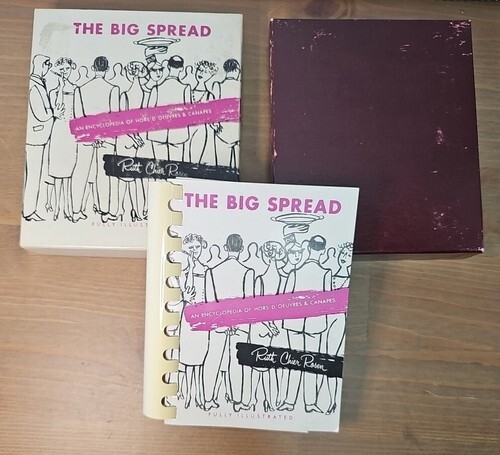 THE BIG SPREAD
AN ENCYCLOPEDIA OF HORS D'OEUVRES & CANAPES
Ruth Chier Rosen
FULLY ILLUSTRATED
THE BIG SPREAD
AN ENCYCLOPEDIA OF HORS D'OEUVRES & CANAPES
Ruth Chier Rosen
FULLY ILLUSTRATED